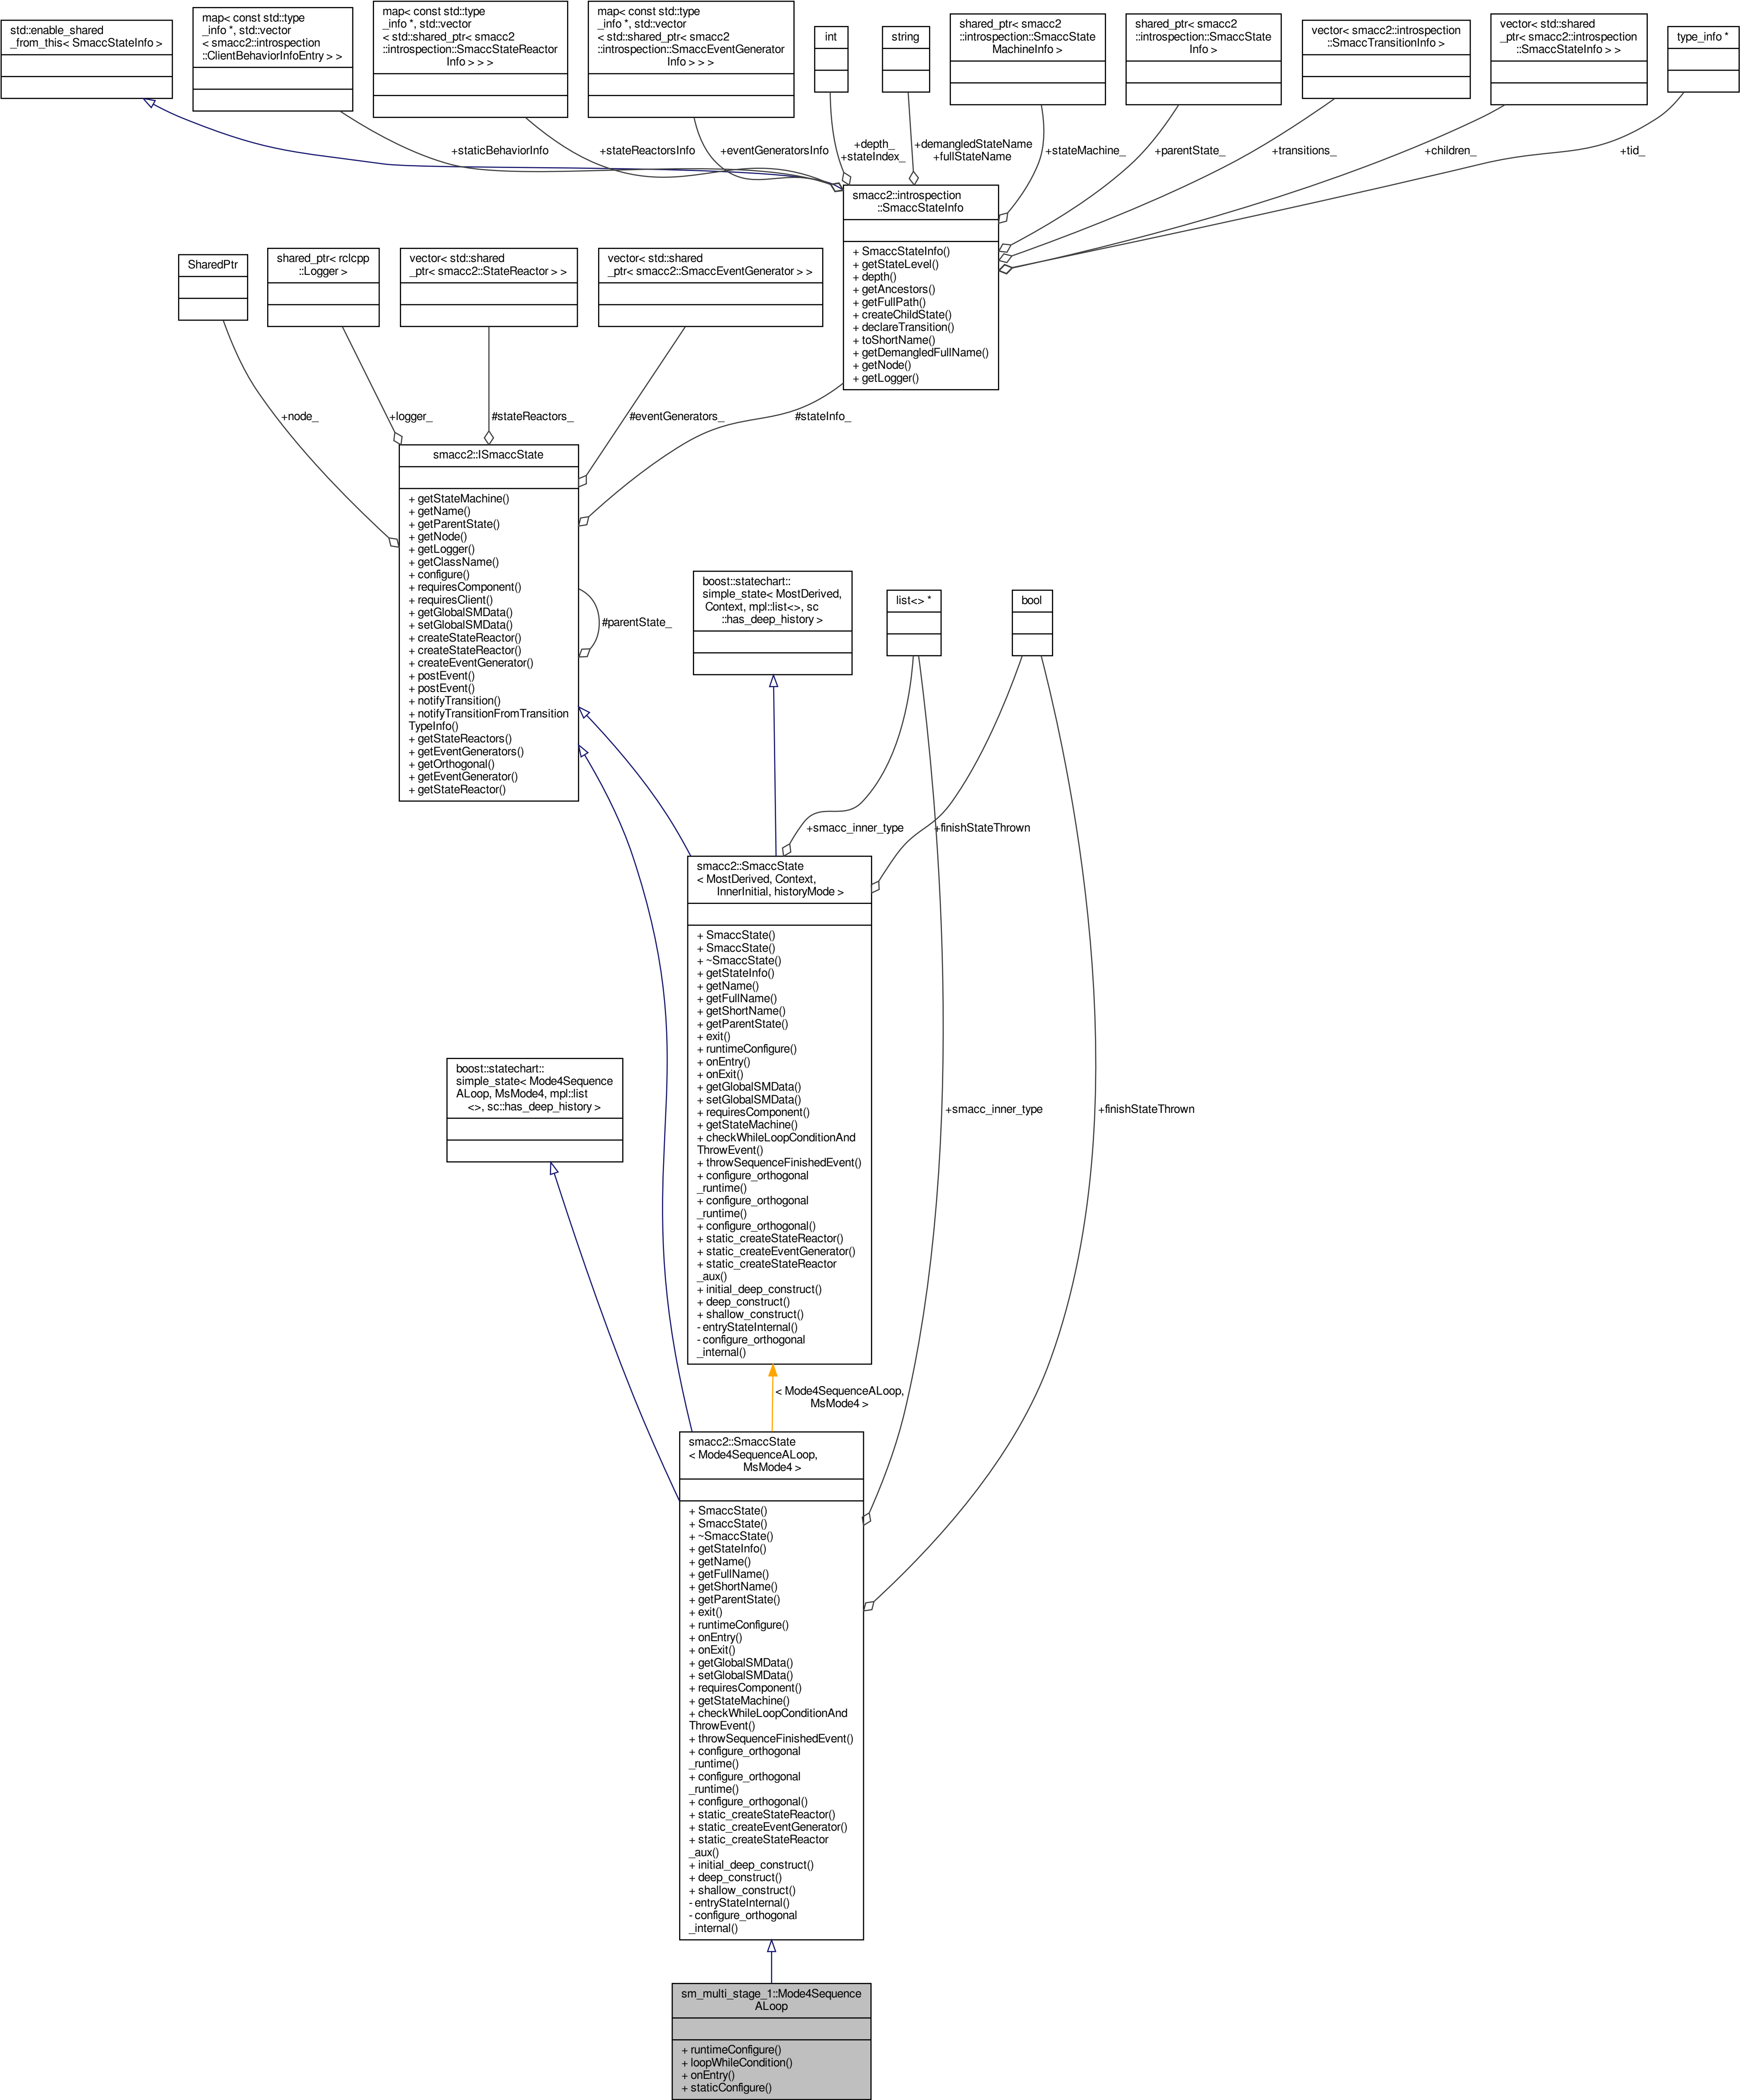 std::enable_shared
_from_this< SmaccStateInfo >
map< const std::type
_info *, std::vector
< smacc2::introspection
::ClientBehaviorInfoEntry > >
map< const std::type
_info *, std::vector
< std::shared_ptr< smacc2
::introspection::SmaccStateReactor
Info > > >
map< const std::type
_info *, std::vector
< std::shared_ptr< smacc2
::introspection::SmaccEventGenerator
Info > > >
int
string
shared_ptr< smacc2
::introspection::SmaccState
MachineInfo >
shared_ptr< smacc2
::introspection::SmaccState
Info >
vector< smacc2::introspection
::SmaccTransitionInfo >
vector< std::shared
_ptr< smacc2::introspection
::SmaccStateInfo > >
type_info *
+staticBehaviorInfo
+stateReactorsInfo
+eventGeneratorsInfo
+depth_
+stateIndex_
+demangledStateName
+fullStateName
+stateMachine_
+parentState_
+transitions_
+children_
+tid_
smacc2::introspection
::SmaccStateInfo
+ SmaccStateInfo()
+ getStateLevel()
+ depth()
+ getAncestors()
+ getFullPath()
+ createChildState()
+ declareTransition()
+ toShortName()
+ getDemangledFullName()
+ getNode()
+ getLogger()
SharedPtr
shared_ptr< rclcpp
::Logger >
vector< std::shared
_ptr< smacc2::StateReactor > >
vector< std::shared
_ptr< smacc2::SmaccEventGenerator > >
+node_
+logger_
#stateReactors_
#eventGenerators_
#stateInfo_
smacc2::ISmaccState
+ getStateMachine()
+ getName()
+ getParentState()
+ getNode()
+ getLogger()
+ getClassName()
+ configure()
+ requiresComponent()
+ requiresClient()
+ getGlobalSMData()
+ setGlobalSMData()
+ createStateReactor()
+ createStateReactor()
+ createEventGenerator()
+ postEvent()
+ postEvent()
+ notifyTransition()
+ notifyTransitionFromTransition
TypeInfo()
+ getStateReactors()
+ getEventGenerators()
+ getOrthogonal()
+ getEventGenerator()
+ getStateReactor()
#parentState_
boost::statechart::
simple_state< MostDerived,
Context, mpl::list<>, sc
::has_deep_history >
list<> *
bool
+smacc_inner_type
+finishStateThrown
smacc2::SmaccState
< MostDerived, Context,
InnerInitial, historyMode >
+ SmaccState()
+ SmaccState()
+ ~SmaccState()
+ getStateInfo()
+ getName()
+ getFullName()
+ getShortName()
+ getParentState()
+ exit()
+ runtimeConfigure()
+ onEntry()
+ onExit()
+ getGlobalSMData()
+ setGlobalSMData()
+ requiresComponent()
+ getStateMachine()
+ checkWhileLoopConditionAnd
ThrowEvent()
+ throwSequenceFinishedEvent()
+ configure_orthogonal
_runtime()
+ configure_orthogonal
_runtime()
+ configure_orthogonal()
+ static_createStateReactor()
+ static_createEventGenerator()
+ static_createStateReactor
_aux()
+ initial_deep_construct()
+ deep_construct()
+ shallow_construct()
- entryStateInternal()
- configure_orthogonal
_internal()
boost::statechart::
simple_state< Mode4Sequence
ALoop, MsMode4, mpl::list
<>, sc::has_deep_history >
+smacc_inner_type
+finishStateThrown
< Mode4SequenceALoop,
MsMode4 >
smacc2::SmaccState
< Mode4SequenceALoop,
MsMode4 >
+ SmaccState()
+ SmaccState()
+ ~SmaccState()
+ getStateInfo()
+ getName()
+ getFullName()
+ getShortName()
+ getParentState()
+ exit()
+ runtimeConfigure()
+ onEntry()
+ onExit()
+ getGlobalSMData()
+ setGlobalSMData()
+ requiresComponent()
+ getStateMachine()
+ checkWhileLoopConditionAnd
ThrowEvent()
+ throwSequenceFinishedEvent()
+ configure_orthogonal
_runtime()
+ configure_orthogonal
_runtime()
+ configure_orthogonal()
+ static_createStateReactor()
+ static_createEventGenerator()
+ static_createStateReactor
_aux()
+ initial_deep_construct()
+ deep_construct()
+ shallow_construct()
- entryStateInternal()
- configure_orthogonal
_internal()
sm_multi_stage_1::Mode4Sequence
ALoop
+ runtimeConfigure()
+ loopWhileCondition()
+ onEntry()
+ staticConfigure()